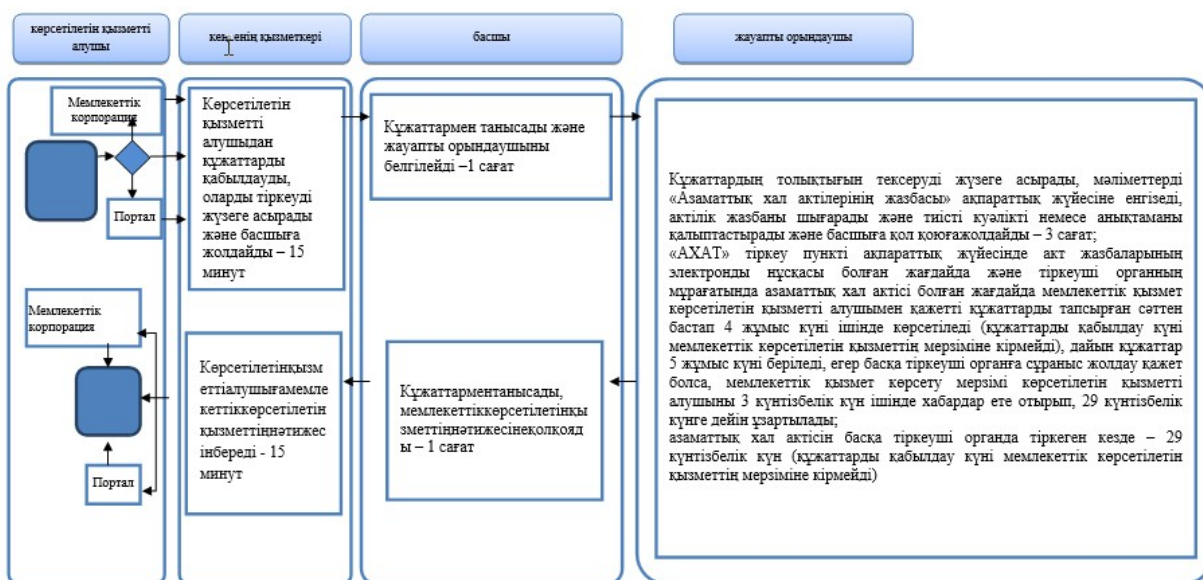 көрсетілетін қызметті
алушы
қызметкері
басшы
жауапты орындаушы
Мемлекеттік
корпорация
Портал
Мемлекеттік
корпорация
Портал
Көрсетілетін
қызметті
алушыдан
құжаттарды
қабылдауды,
оларды тіркеуді
жүзеге асырады
және басшыға
жолдайды – 15
минут
Көрсетілетінқызм
еттіалушығамемле
кеттіккөрсетілетін
қызметтіңнәтижес
інбереді - 15
минут
Құжаттармен танысады және
жауапты орындаушыны
белгілейді –1 сағат
Құжаттарментанысады,
мемлекеттіккөрсетілетінқы
зметтіңнәтижесінеқолқояд
ы – 1 сағат
Құжаттардың толықтығын тексеруді жүзеге асырады, мәліметтерді
«Азаматтық хал актілерінің жазбасы» ақпараттық жүйесіне енгізеді,
актілік жазбаны шығарады және тиісті куәлікті немесе анықтаманы
қалыптастырады және басшыға қол қоюғажолдайды – 3 сағат;
«АХАТ» тіркеу пункті ақпараттық жүйесінде акт жазбаларының
электронды нұсқасы болған жағдайда және тіркеуші органның
мұрағатында азаматтық хал актісі болған жағдайда мемлекеттік қызмет
көрсетілетін қызметті алушымен қажетті құжаттарды тапсырған сәттен
бастап 4 жұмыс күні ішінде көрсетіледі (құжаттарды қабылдау күні
мемлекеттік көрсетілетін қызметтің мерзіміне кірмейді), дайын құжаттар
5 жұмыс күні беріледі, егер басқа тіркеуші органға сұраныс жолдау қажет
болса, мемлекеттік қызмет көрсету мерзімі көрсетілетін қызметті
алушыны 3 күнтізбелік күн ішінде хабардар ете отырып, 29 күнтізбелік
күнге дейін ұзартылады;
азаматтық хал актісін басқа тіркеуші органда тіркеген кезде – 29
күнтізбелік күн (құжаттарды қабылдау күні мемлекеттік көрсетілетін
қызметтің мерзіміне кірмейді)